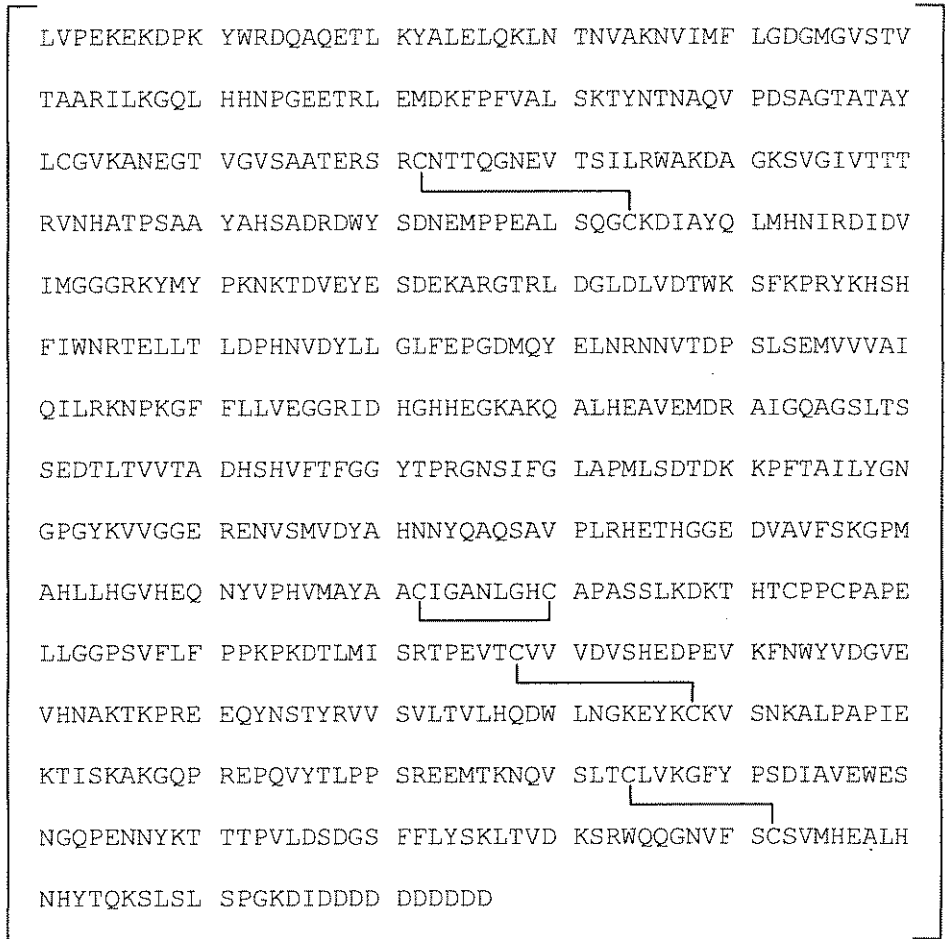 LVPEKEKDPK YWRDQAQETL KYALELQKLN TNVAKNVIMF LGDGMGVSTV
TAARILKGQL HHNPGEETRL EMDKFPFVAL SKTYNTNAQV PDSAGTATAY
LCGVKANEGT VGVSAATERS RCNTTQGNEV TSILRWAKDA GKSVGIVTTT
RVNHATPSAA YAHSADRDWY SDNEMPPEAL SQGCKDIAYQ LMHNIRDIDV
IMGGGRKYMY PKNKTDVEYE SDEKARGTRL DGLDLVDTWK SFKPRYKHSH
FIWNRTELLT LDPHNVDYLL GLFEPGDMQY ELNRNNVTDP SLSEMVVVAI
QILRKNPKGF FLLVEGGRID HGHHEGKAKQ ALHEAVEMDR AIGQAGSLTS
SEDTLTVVTA DHSHVFTFGG YTPRGNSIFG LAPMLSDTDK KPFTAILYGN
GPGYKVVGGE RENVSMVDYA HNNYQAQSAV PLRHETHGGE DVAVFSKGPM
AHLLHGVHEQ NYVPHVMAYA ACIGANLGHC APASSLKDKT HTCPPCPAPE
LLGGPSVFLF PPKPKDTLMI SRTPEVTCVV VDVSHEDPEV KFNWYVDGVE
VHNAKTKPRE EQYNSTYRVV SVLTVLHQDW LNGKEYKCKV SNKALPAPIE
KTISKAKGQP REPQVYTLPP SREEMTKNQV SLTCLVKGFY PSDIAVEWES
NGQPENNYKT TTPVLDSDGS FFLYSKLTVD KSRWQQGNVF SCSVMHEALH
NHYTQKSLSL SPGKDIDDDD DDDDDD